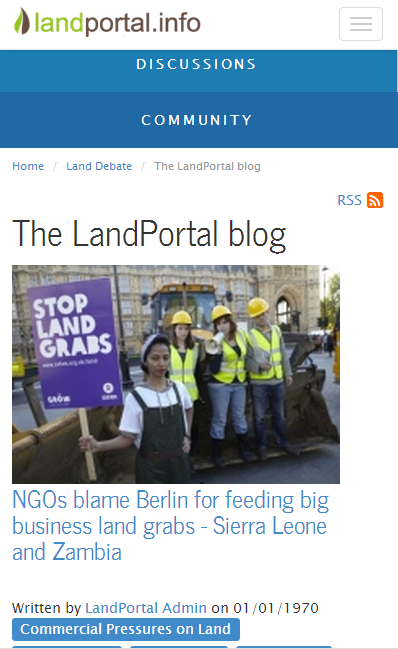 landportal.info
DISCUSSIONS
COMMUNITY
Home / Land Debate / The LandPortal blog
RSS
The LandPortal blog
STOP
LAND
GRABS
GROW
OXFAM
NGOs blame Berlin for feeding big
business land grabs - Sierra Leone
and Zambia
Written by LandPortal Admin on 01/01/1970
Commercial Pressures on Land